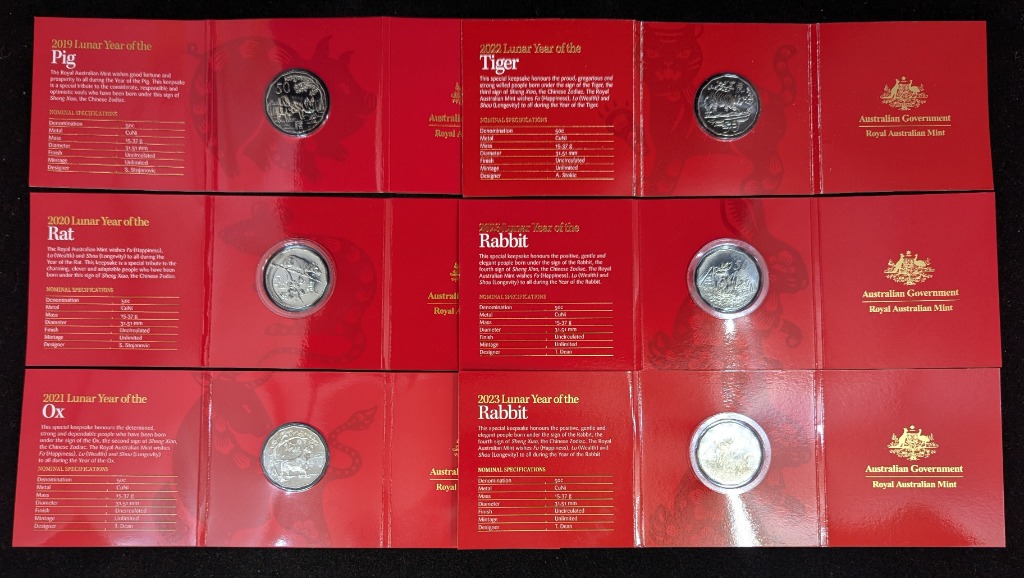 2019 Lunar Year of the
Pig
The Royal Australian Mint wishes good fortune and
prosperity to all during the Year of the Pig. This keepsake
is a special tribute to the considerate, responsible and
optimistic souls who have been born under this sign of
Sheng Xiao, the Chinese Zodiac.
NOMINAL SPECIFICATIONS
Denomination 50c
Metal CuNi
Mass 15.37 g
Diameter 31.51 mm
Finish Uncirculated
Mintage Unlimited
Designer S. Stojanovic
50
Australi
Royal A
2022 Lunar Year of the
Tiger
This special keepsake honours the proud, gregarious and
strong willed people born under the sign of the Tiger, the
third sign of Sheng Xiao, the Chinese Zodiac. The Royal
Australian Mint wishes Fu (Happiness), Lu (Wealth) and
Shou (Longevity) to all during the Year of the Tiger.
NOMINAL SPECIFICATIONS
Denomination 50c
Metal CuNi
Mass 15.37 g
Diameter 31.51 mm
Finish Uncirculated
Mintage Unlimited
Designer A. Stokie
Australian Government
Royal Australian Mint
2020 Lunar Year of the
Rat
The Royal Australian Mint wishes Fu (Happiness),
Lu (Wealth) and Shou (Longevity) to all during the
Year of the Rat. This keepsake is a special tribute to the
charming, clever and adaptable people who have been
born under this sign of Sheng Xiao, the Chinese Zodiac.
NOMINAL SPECIFICATIONS
Denomination 50c
Metal CuNi
Mass 15.37 g
Diameter 31.51 mm
Finish Uncirculated
Mintage Unlimited
Designer S. Stojanovic
Australi
Royal A
2023 Lunar Year of the
Rabbit
This special keepsake honours the positive, gentle and
elegant people born under the sign of the Rabbit, the
fourth sign of Sheng Xiao, the Chinese Zodiac. The Royal
Australian Mint wishes Fu (Happiness), Lu (Wealth) and
Shou (Longevity) to all during the Year of the Rabbit.
NOMINAL SPECIFICATIONS
Denomination 50c
Metal CuNi
Mass 15.37 g
Diameter 31.51 mm
Finish Uncirculated
Mintage Unlimited
Designer T. Dean
Australian Government
Royal Australian Mint
2021 Lunar Year of the
Ox
This special keepsake honours the determined,
strong and dependable people who have been born
under the sign of the Ox, the second sign of Sheng Xiao,
the Chinese Zodiac. The Royal Australian Mint wishes
Fu (Happiness), Lu (Wealth) and Shou (Longevity)
to all during the Year of the Ox.
NOMINAL SPECIFICATIONS
Denomination 50c
Metal CuNi
Mass 15.37 g
Diameter 31.51 mm
Finish Uncirculated
Mintage Unlimited
Designer T. Dean
Australi
Royal A
2023 Lunar Year of the
Rabbit
This special keepsake honours the positive, gentle and
elegant people born under the sign of the Rabbit, the
fourth sign of Sheng Xiao, the Chinese Zodiac. The Royal
Australian Mint wishes Fu (Happiness), Lu (Wealth) and
Shou (Longevity) to all during the Year of the Rabbit.
NOMINAL SPECIFICATIONS
Denomination 50c
Metal CuNi
Mass 15.37 g
Diameter 31.51 mm
Finish Uncirculated
Mintage Unlimited
Designer T. Dean
Australian Government
Royal Australian Mint